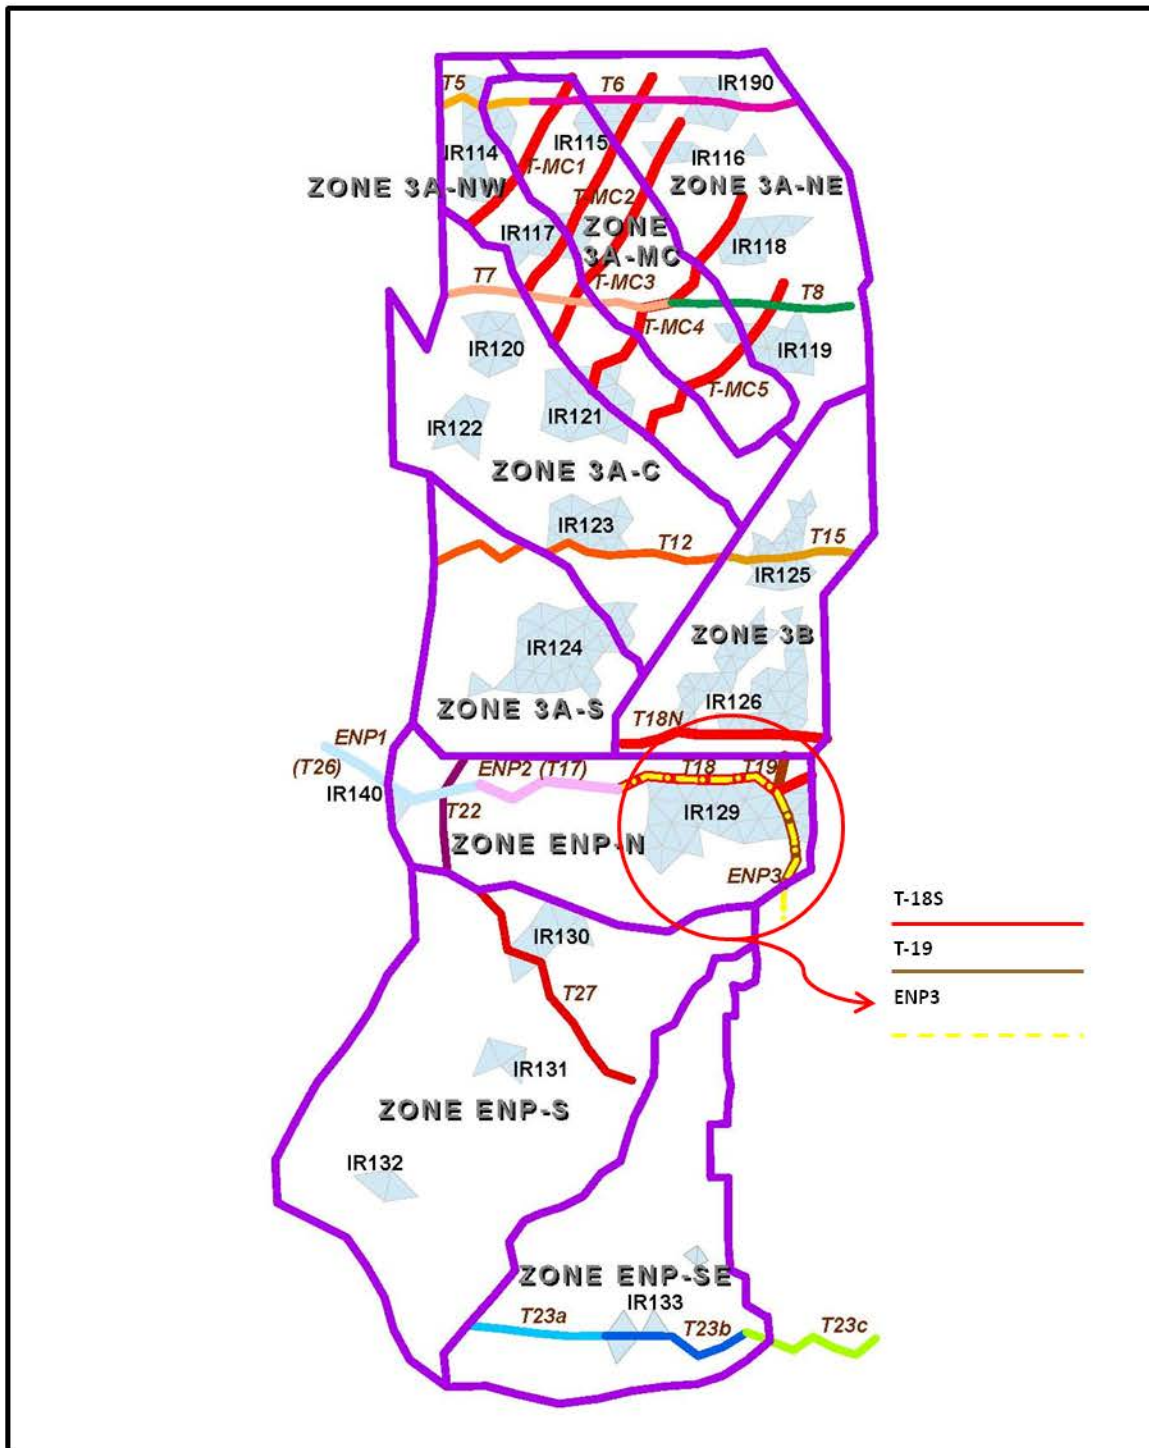 T5
T6
IR190
IR114
IR115
IR116
T-MC1
ZONE 3A-NW
ZONE 3A-NE
T-MC2
IR117
ZONE
3A-MC
IR118
T7
T-MC3
T8
T-MC4
IR120
IR119
T-MC5
IR121
IR122
ZONE 3A-C
IR123
T12
T15
IR125
ZONE 3B
IR124
IR126
ZONE 3A-S
T18N
ENP1
(T26)
ENP2 (T17)
T18
T19
IR140
T22
IR129
ZONE ENP-N
ENP3
T-18S
T-19
ENP3
IR130
T27
IR131
ZONE ENP-S
IR132
ZONE ENP-SE
IR133
T23a
T23b
T23c